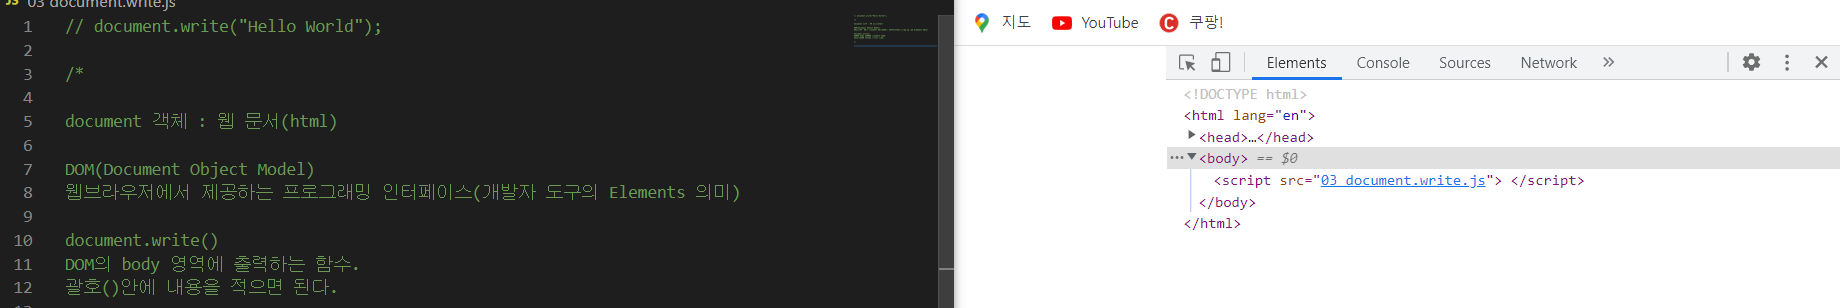 JS 03 document.write.js
1 // document.write("Hello World");
2
3 /*
4
5 document 객체 : 웹 문서(html)
6
7 DOM(Document Object Model)
8 웹브라우저에서 제공하는 프로그래밍 인터페이스(개발자 도구의 Elements 의미)
9
10 document.write()
11 DOM의 body 영역에 출력하는 함수.
12 괄호()안에 내용을 적으면 된다.
지도 YouTube C 쿠팡!
Elements Console Sources Network »
<!DOCTYPE html>
<html lang="en">
<head>…</head>
<body> == $0
<script src="03 document.write.js"> </script>
</body>
</html>